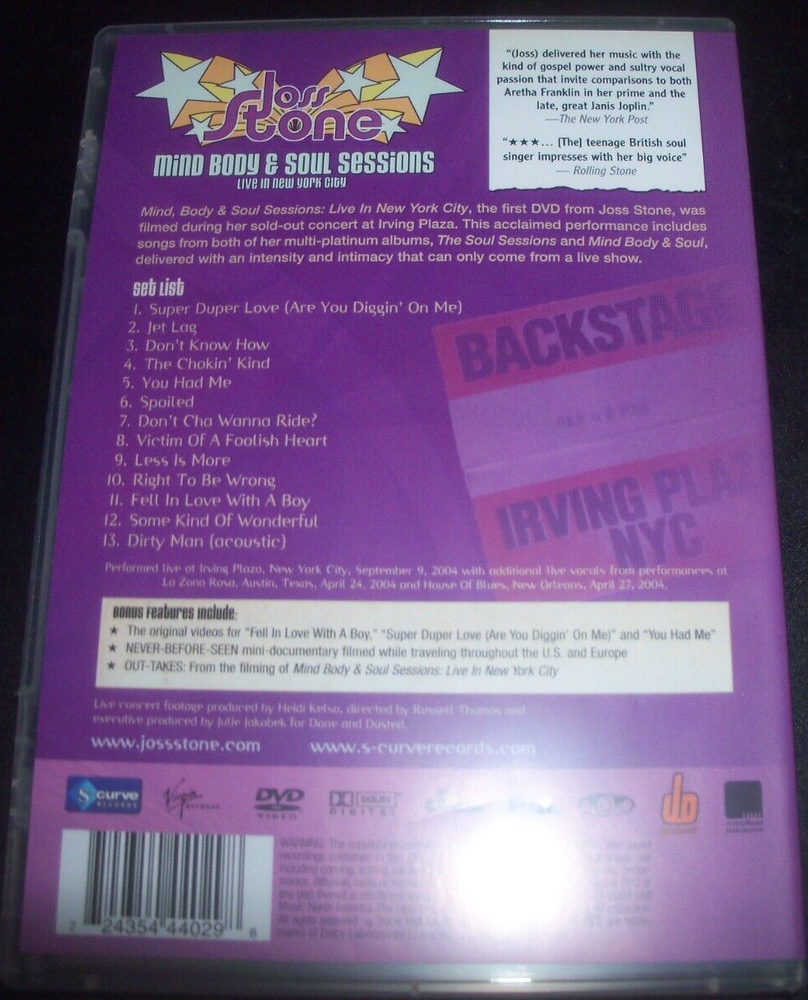 Joss
Stone
MIND BODY & SOUL SESSIONS
LIVE IN NEW YORK CITY
“(Joss) delivered her music with the
kind of gospel power and sultry vocal
passion that invite comparisons to both
Aretha Franklin in her prime and the
late, great Janis Joplin.”
—The New York Post
“★★★... [The] teenage British soul
singer impresses with her big voice”
— Rolling Stone
Mind, Body & Soul Sessions: Live In New York City, the first DVD from Joss Stone, was
filmed during her sold-out concert at Irving Plaza. This acclaimed performance includes
songs from both of her multi-platinum albums, The Soul Sessions and Mind Body & Soul,
delivered with an intensity and intimacy that can only come from a live show.
Set List
1. Super Duper Love (Are You Diggin’ On Me)
2. Jet Lag
3. Don’t Know How
4. The Chokin’ Kind
5. You Had Me
6. Spoiled
7. Don’t Cha Wanna Ride?
8. Victim Of A Foolish Heart
9. Less Is More
10. Right To Be Wrong
11. Fell In Love With A Boy
12. Some Kind Of Wonderful
13. Dirty Man (acoustic)
BACKSTAGE
IRVING PLAZ
NYC
Performed live at Irving Plaza, New York City, September 9, 2004 with additional live vocals from performances at
La Zona Rosa, Austin, Texas, April 24, 2004 and House Of Blues, New Orleans, April 27, 2004.
Bonus Features Include:
★ The original videos for “Fell In Love With A Boy,” “Super Duper Love (Are You Diggin’ On Me)” and “You Had Me”
★ NEVER-BEFORE-SEEN mini-documentary filmed while traveling throughout the U.S. and Europe
★ OUT-TAKES: From the filming of Mind Body & Soul Sessions: Live In New York City
Live concert footage produced by Heidi Kelso, directed by Russell Thomas and
executive produced by Julie Jakobek for Done and Dusted.
www.jossstone.com www.s-curverecords.com
S curve
RECORDS
Virgin
DVD
VIDEO
DOLBY
DIGITAL
WARNING: The copyright
7 24354 44029 8